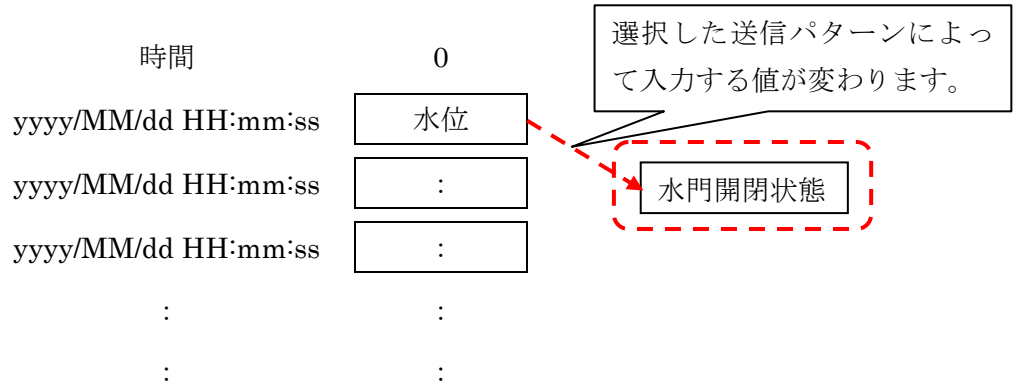 時間 0
選択した送信パターンによっ
て入力する値が変わります。
yyyy/MM/dd HH:mm:ss 水位
yyyy/MM/dd HH:mm:ss :
水門開閉状態
yyyy/MM/dd HH:mm:ss :
: :
: :